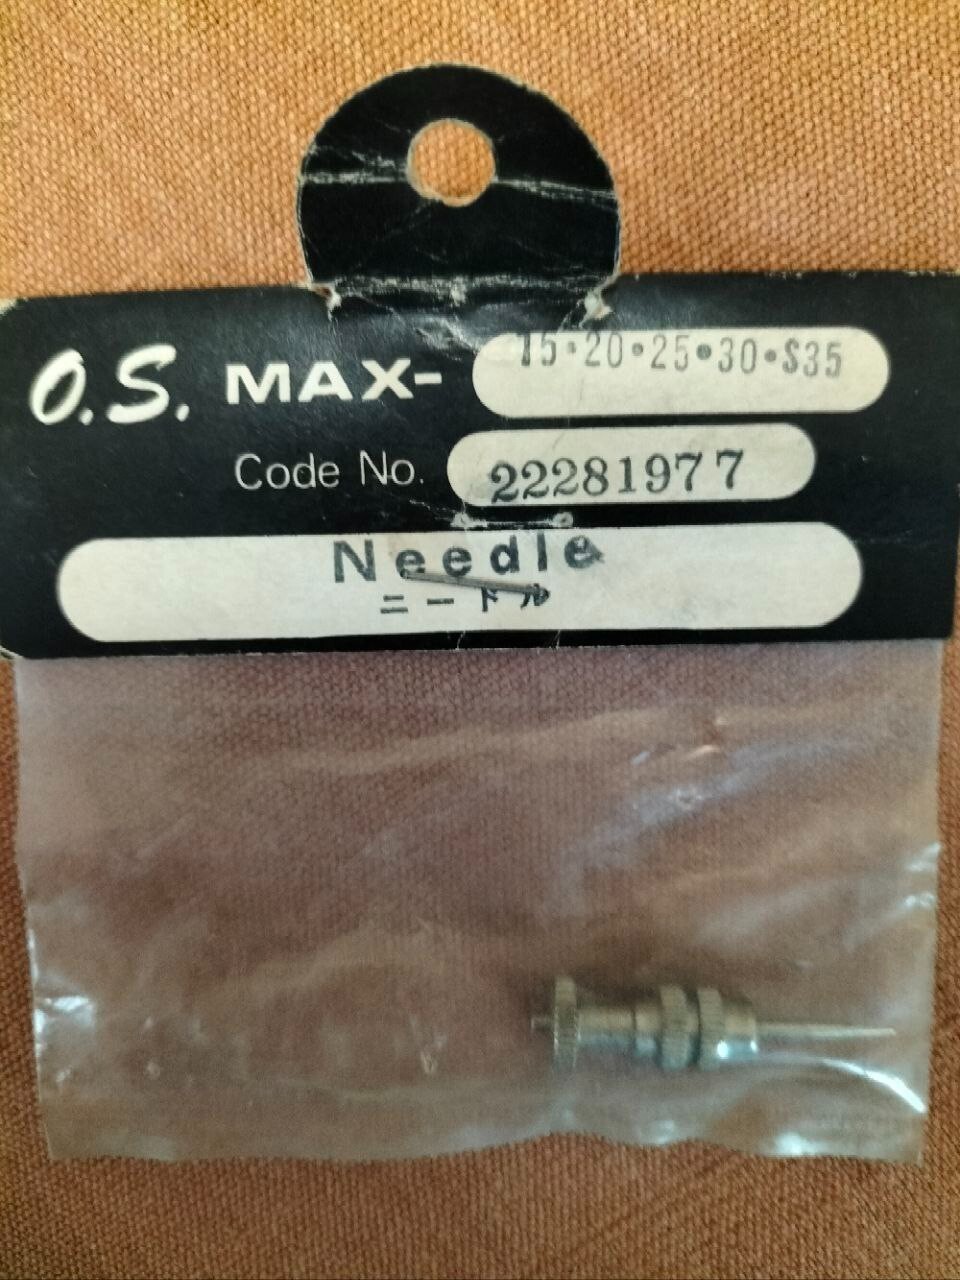 O.S. MAX- 15·20·25·30·S35
Code No. 22281977
Needle
ニードル